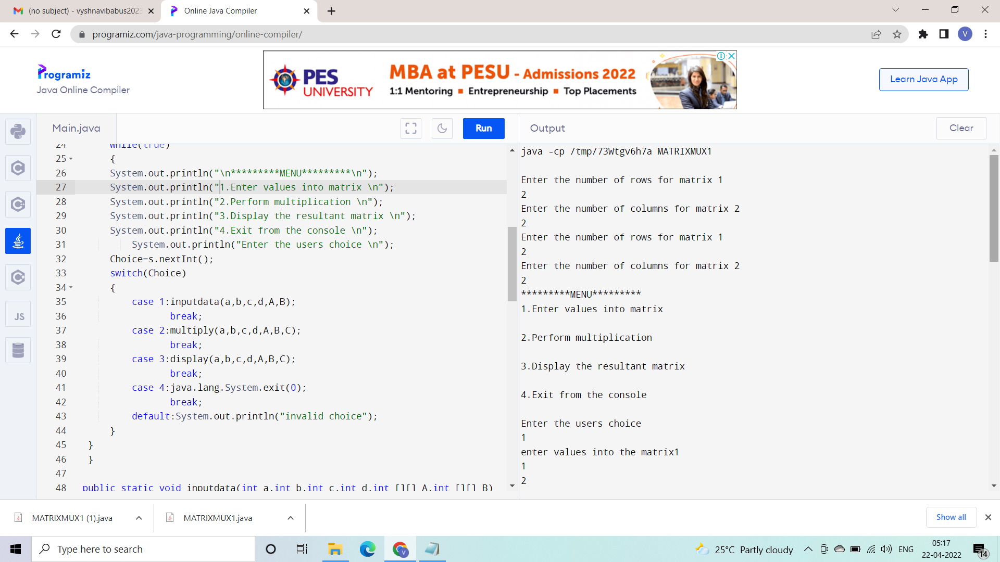 (no subject) - vyshnavibabus2023
Online Java Compiler
programiz.com/java-programming/online-compiler/
V
Programiz
Java Online Compiler
PES
UNIVERSITY
MBA at PESU - Admissions 2022
1:1 Mentoring ■ Entrepreneurship ■ Top Placements
Learn Java App
Main.java
Run
Output
Clear
24 while(true)
25 {
26 System.out.println("\n*********MENU*********\n");
27 System.out.println("1.Enter values into matrix \n");
28 System.out.println("2.Perform multiplication \n");
29 System.out.println("3.Display the resultant matrix \n");
30 System.out.println("4.Exit from the console \n");
31 System.out.println("Enter the users choice \n");
32 Choice=s.nextInt();
33 switch(Choice)
34 {
35 case 1:inputdata(a,b,c,d,A,B);
36 break;
37 case 2:multiply(a,b,c,d,A,B,C);
38 break;
39 case 3:display(a,b,c,d,A,B,C);
40 break;
41 case 4:java.lang.System.exit(0);
42 break;
43 default:System.out.println("invalid choice");
44 }
45 }
46 }
47
48 public static void inputdata(int a,int b,int c,int d,int [][] A,int [][] B)
java -cp /tmp/73Wtgv6h7a MATRIXMUX1
Enter the number of rows for matrix 1
2
Enter the number of columns for matrix 2
2
Enter the number of rows for matrix 1
2
Enter the number of columns for matrix 2
2
*********MENU*********
1.Enter values into matrix
2.Perform multiplication
3.Display the resultant matrix
4.Exit from the console
Enter the users choice
1
enter values into the matrix1
1
2
JS
MATRIXMUX1 (1).java
MATRIXMUX1.java
Show all
Type here to search
V
25°C Partly cloudy
ENG
05:17
22-04-2022
14